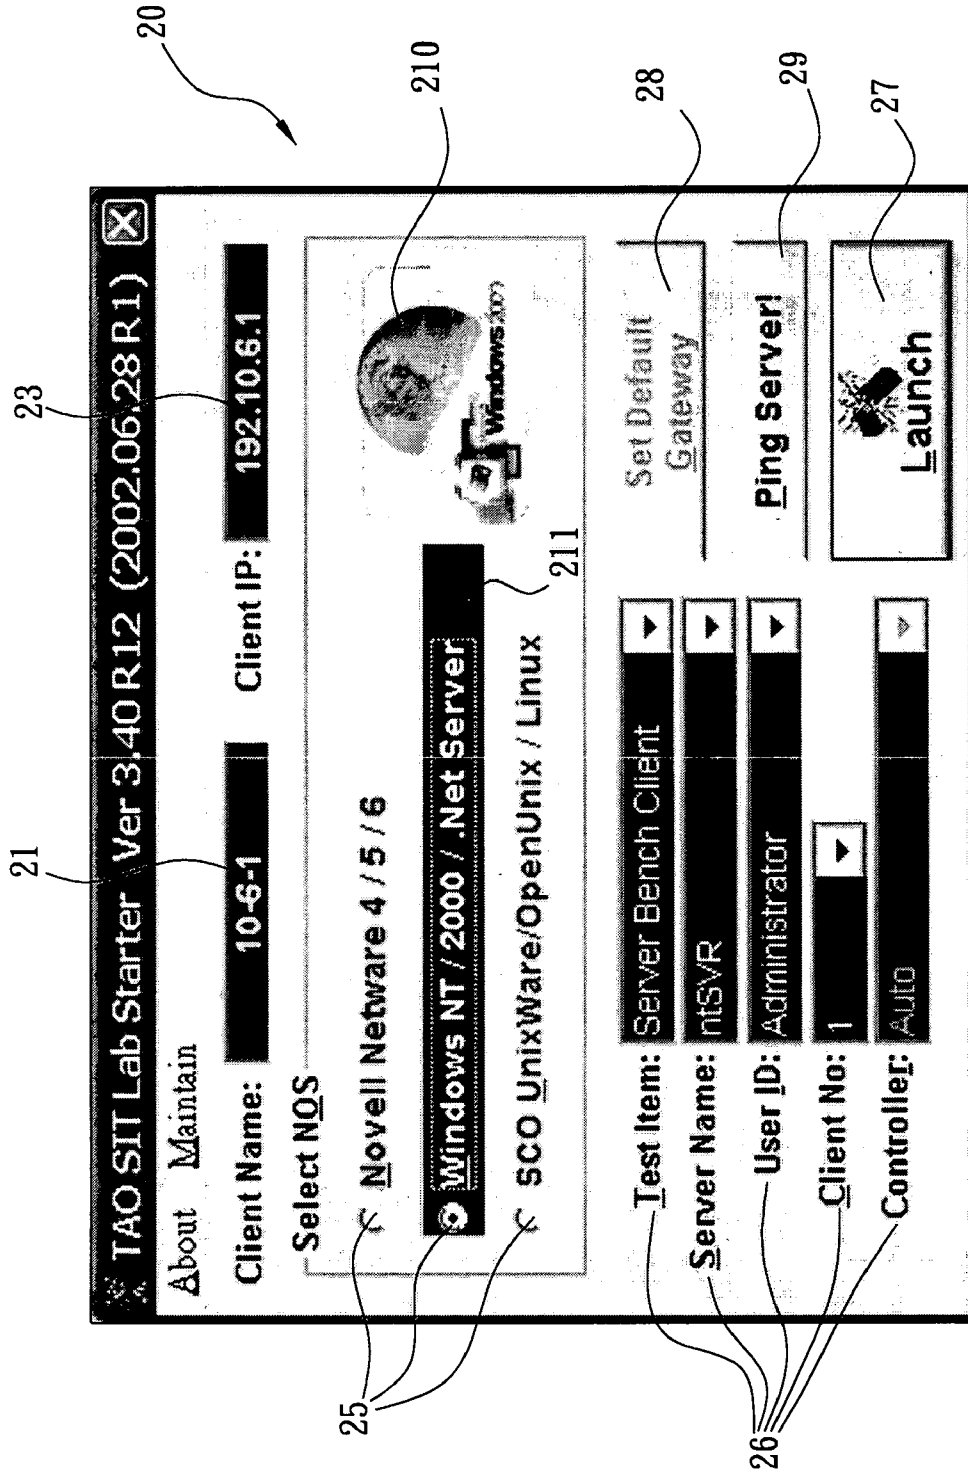 20
21
23
TAO SIT Lab Starter Ver 3.40 R12 (2002.06.28 R1)
About Maintain
Client Name: 10-6-1 Client IP: 192.10.6.1
Select NOS
Novell Netware 4 / 5 / 6
Windows NT / 2000 / .Net Server
SCO UnixWare/OpenUnix / Linux
Windows 2000
210
211
25
Test Item: Server Bench Client
Server Name: ntSVR
User ID: Administrator
Client No: 1
Controller: Auto
26
Set Default
Gateway
28
Ping Server!
29
Launch
27